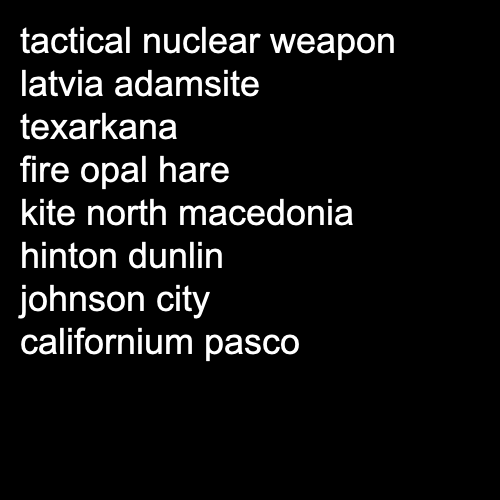 tactical nuclear weapon
latvia adamsite
texarkana
fire opal hare
kite north macedonia
hinton dunlin
johnson city
californium pasco